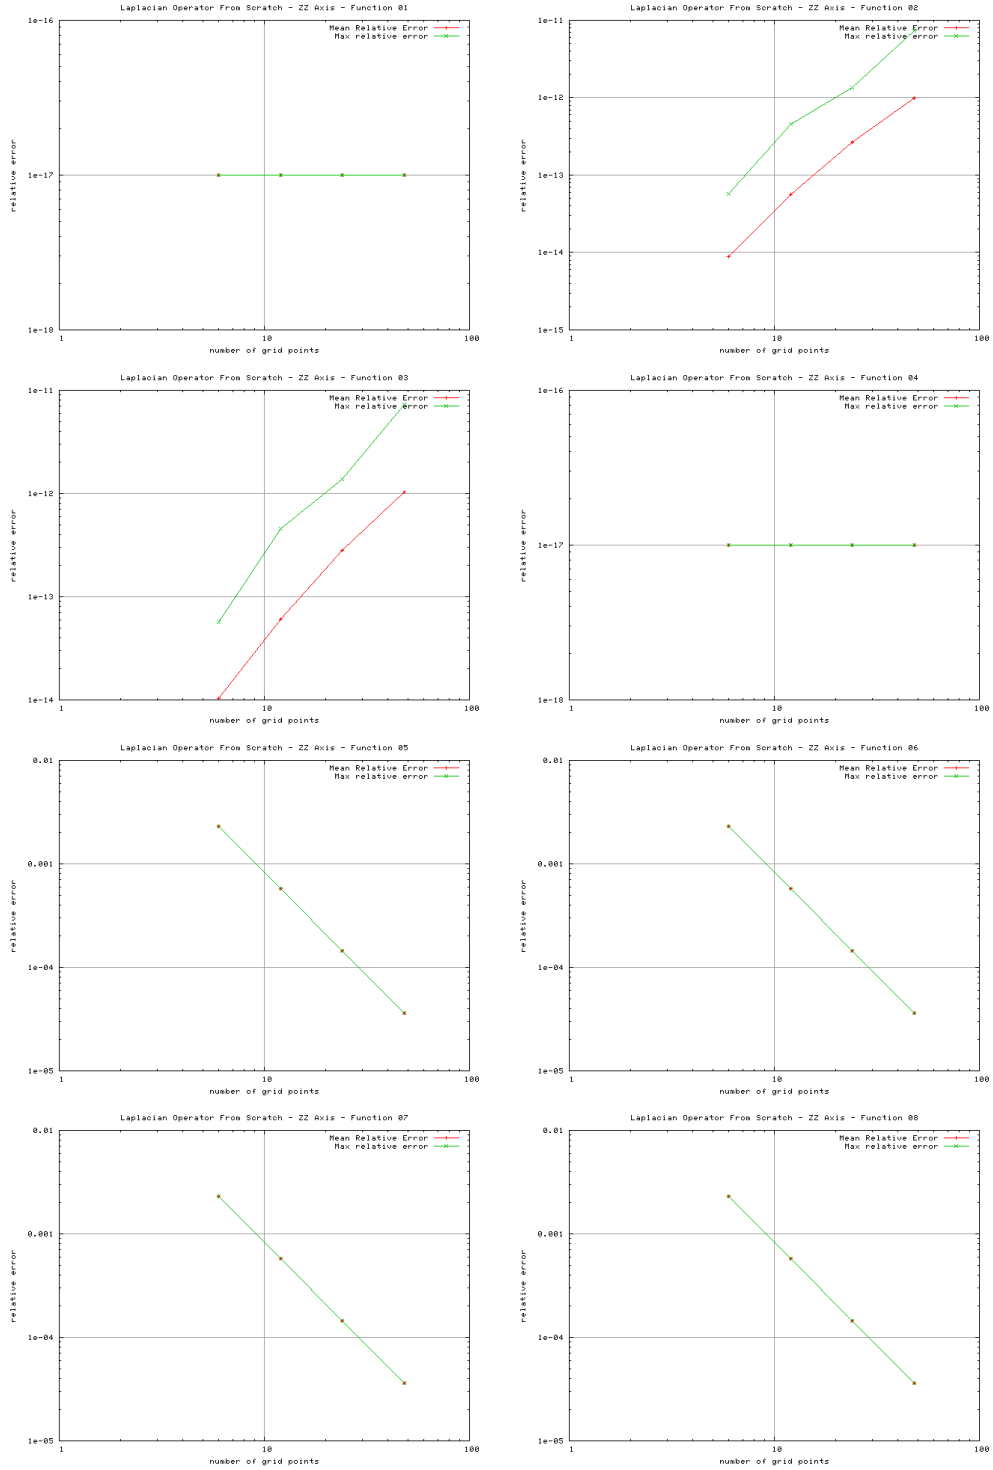 Laplacian Operator From Scratch - ZZ Axis - Function 01
1e-16
Mean Relative Error
Max relative error
relative error
1e-17
1e-18
1
10
100
number of grid points
Laplacian Operator From Scratch - ZZ Axis - Function 02
1e-11
Mean Relative Error
Max relative error
1e-12
relative error
1e-13
1e-14
1e-15
1
10
100
number of grid points
Laplacian Operator From Scratch - ZZ Axis - Function 03
1e-11
Mean Relative Error
Max relative error
1e-12
relative error
1e-13
1e-14
1
10
100
number of grid points
Laplacian Operator From Scratch - ZZ Axis - Function 04
1e-16
Mean Relative Error
Max relative error
relative error
1e-17
1e-18
1
10
100
number of grid points
Laplacian Operator From Scratch - ZZ Axis - Function 05
0.01
Mean Relative Error
Max relative error
0.001
relative error
1e-04
1e-05
1
10
100
number of grid points
Laplacian Operator From Scratch - ZZ Axis - Function 06
0.01
Mean Relative Error
Max relative error
0.001
relative error
1e-04
1e-05
1
10
100
number of grid points
Laplacian Operator From Scratch - ZZ Axis - Function 07
0.01
Mean Relative Error
Max relative error
0.001
relative error
1e-04
1e-05
1
10
100
number of grid points
Laplacian Operator From Scratch - ZZ Axis - Function 08
0.01
Mean Relative Error
Max relative error
0.001
relative error
1e-04
1e-05
1
10
100
number of grid points